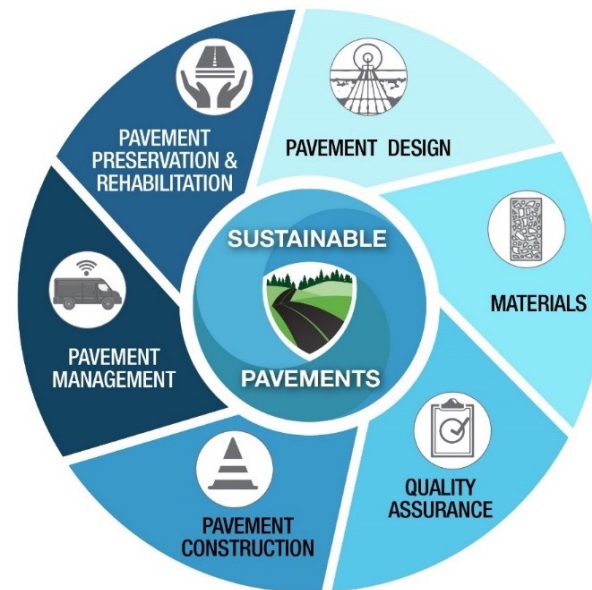 PAVEMENT
PRESERVATION &
REHABILITATION
PAVEMENT DESIGN
MATERIALS
QUALITY
ASSURANCE
PAVEMENT
CONSTRUCTION
PAVEMENT
MANAGEMENT
SUSTAINABLE
PAVEMENTS